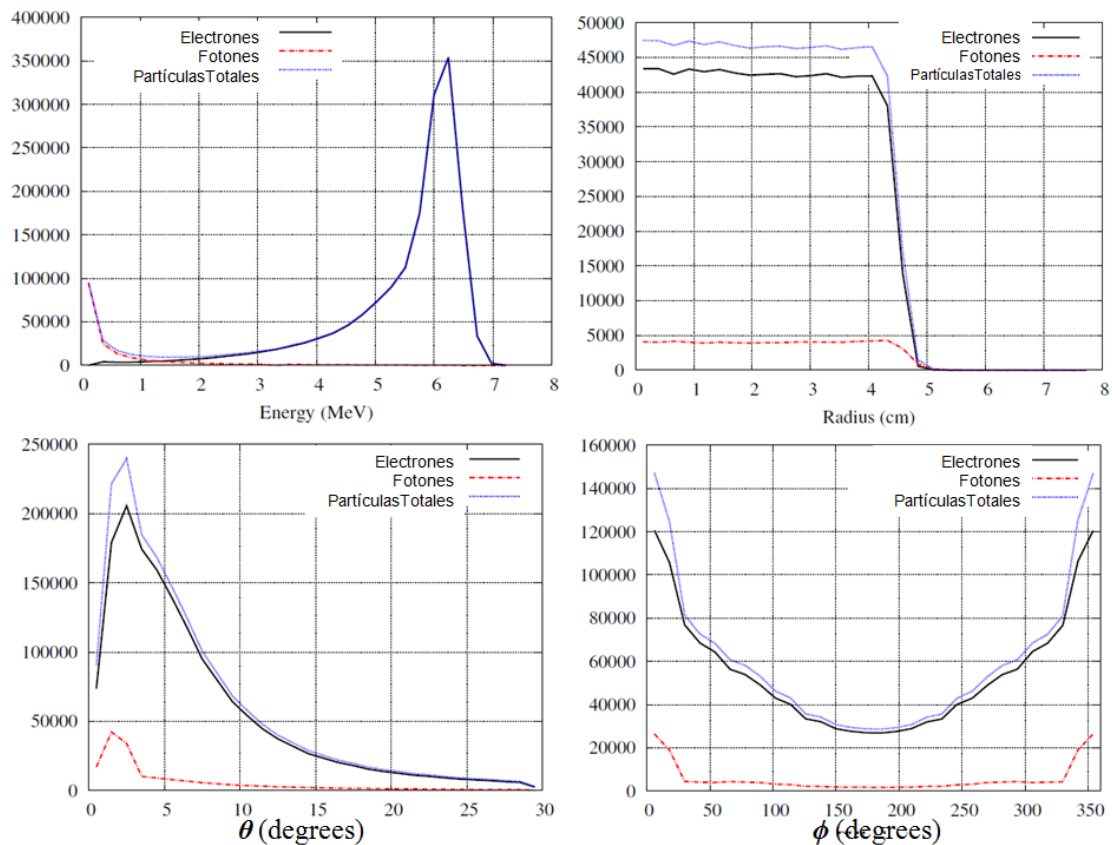 400000
350000
300000
250000
200000
150000
100000
50000
0
Electrones
Fotones
PartículasTotales
0 1 2 3 4 5 6 7 8
Energy (MeV)
50000
45000
40000
35000
30000
25000
20000
15000
10000
5000
0
Electrones
Fotones
PartículasTotales
0 1 2 3 4 5 6 7 8
Radius (cm)
250000
200000
150000
100000
50000
0
Electrones
Fotones
PartículasTotales
0 5 10 15 20 25 30
θ (degrees)
160000
140000
120000
100000
80000
60000
40000
20000
0
Electrones
Fotones
PartículasTotales
0 50 100 150 200 250 300 350
ϕ (degrees)